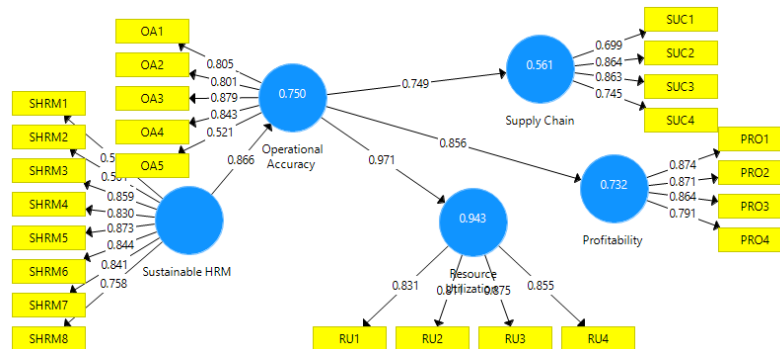 SUC1
OA1
0.699
SUC2
0.805
OA2
0.561
0.864
0.801
0.863
SUC3
OA3
0.879
0.750
0.749
0.745
SHRM1
0.843
OA4
Supply Chain
SUC4
SHRM2
0.521
Operational
Accuracy
PRO1
OA5
0.856
0.874
SHRM3
0.866
0.971
PRO2
0.859
0.871
SHRM4
0.830
0.732
0.864
PRO3
0.873
0.943
0.791
SHRM5
0.844
Profitability
PRO4
SHRM6
0.841
Sustainable HRM
Resource
Utilization
SHRM7
0.758
0.831
0.811
0.875
0.855
SHRM8
RU1
RU2
RU3
RU4